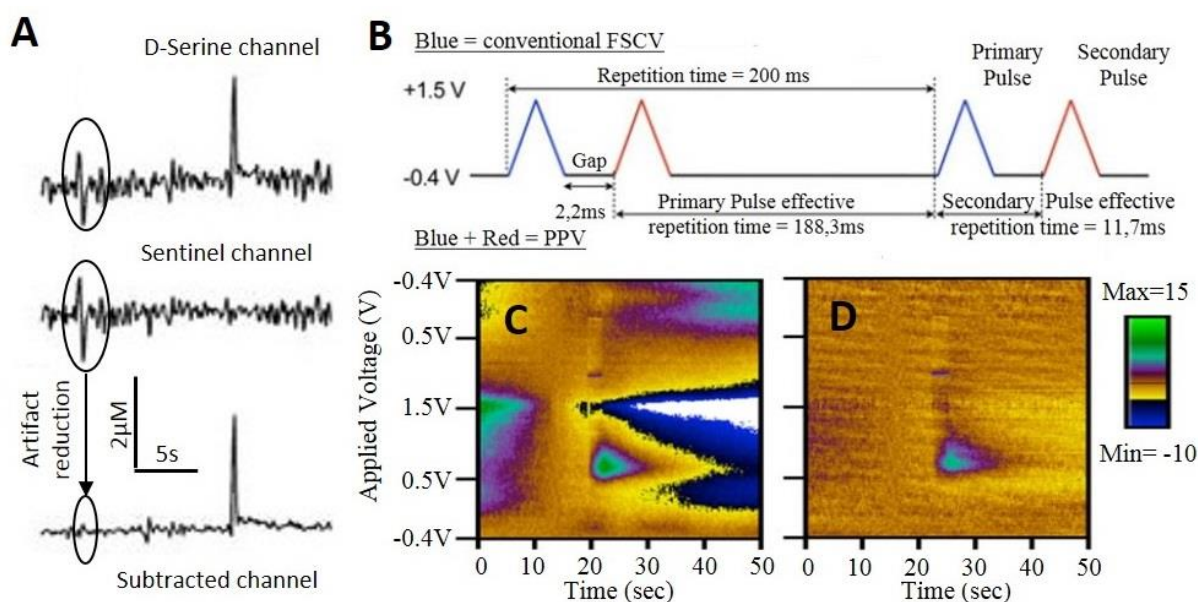 A
D-Serine channel
Sentinel channel
Artifact
reduction
2µM
5s
Subtracted channel
B
Blue = conventional FSCV
Primary
Pulse
Secondary
Pulse
Repetition time = 200 ms
+1.5 V
Gap
-0.4 V
2,2ms
Primary Pulse effective
repetition time = 188,3ms
Secondary
Pulse effective
repetition time = 11,7ms
Blue + Red = PPV
Applied Voltage (V)
-0.4V
0.5V
1.5V
0.5V
-0.4V
C
0 10 20 30 40 50
Time (sec)
D
0 10 20 30 40 50
Time (sec)
Max=15
Min= -10